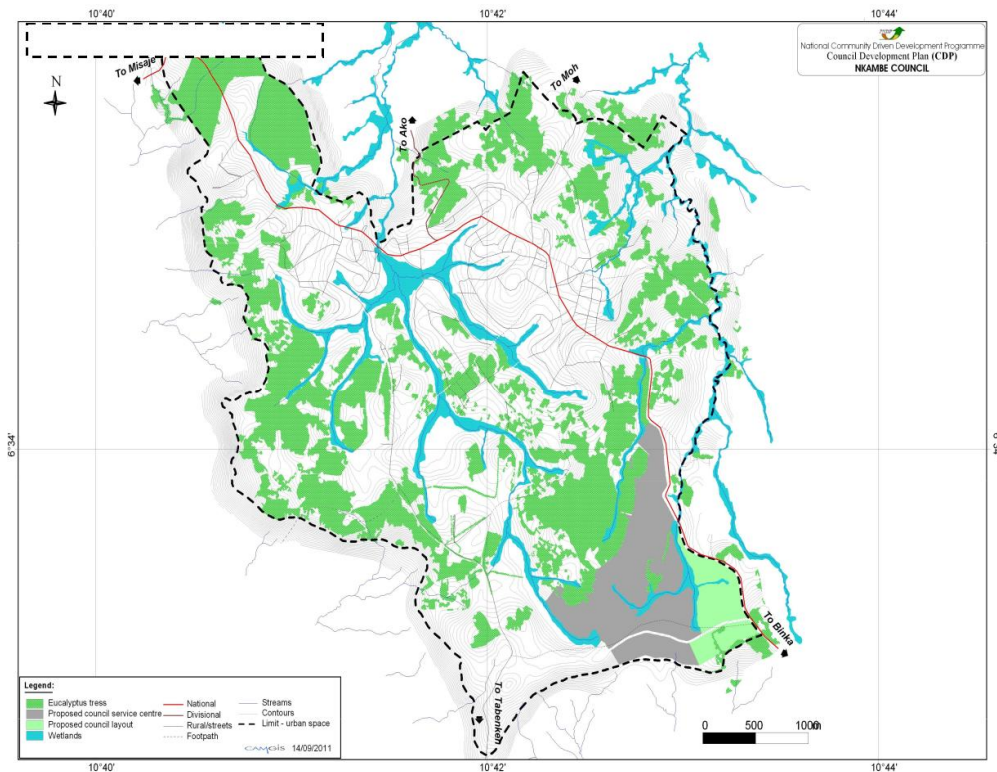 10°40'
10°42'
10°44'
National Community Driven Development Programme
Council Development Plan (CDP)
NKAMBE COUNCIL
N
To Misaje
To Ako
To Moh
6°34'
6°34'
To Binka
To Tabenken
Legend:
Eucalyptus tress
Proposed council service centre
Proposed council layout
Wetlands
National
Divisional
Rural/streets
Footpath
Streams
Contours
Limit - urban space
CAMGIS 14/09/2011
0 500 1000m
10°40'
10°42'
10°44'